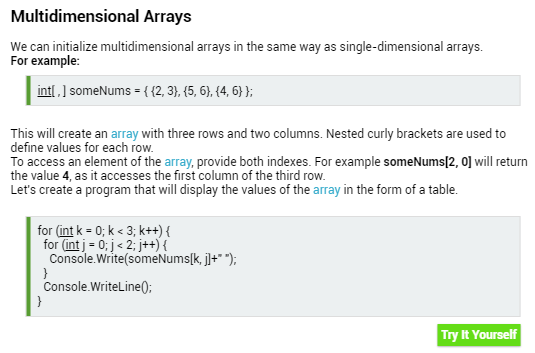 Multidimensional Arrays
We can initialize multidimensional arrays in the same way as single-dimensional arrays.
For example:
int[ , ] someNums = { {2, 3}, {5, 6}, {4, 6} };
This will create an array with three rows and two columns. Nested curly brackets are used to
define values for each row.
To access an element of the array, provide both indexes. For example someNums[2, 0] will return
the value 4, as it accesses the first column of the third row.
Let's create a program that will display the values of the array in the form of a table.
for (int k = 0; k < 3; k++) {
for (int j = 0; j < 2; j++) {
Console.Write(someNums[k, j]+" ");
}
Console.WriteLine();
}
Try It Yourself